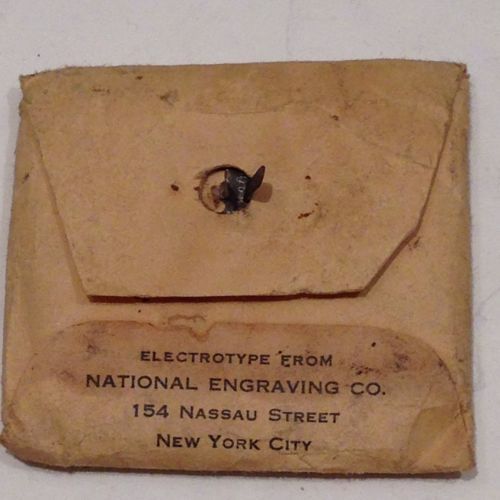 ELECTROTYPE FROM
NATIONAL ENGRAVING CO.
154 NASSAU STREET
NEW YORK CITY